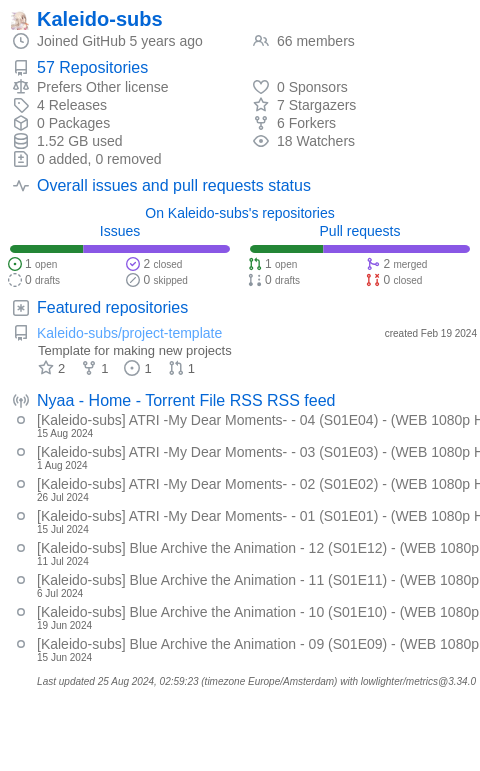 Kaleido-subs
Joined GitHub 5 years ago
66 members
57 Repositories
Prefers Other license
0 Sponsors
4 Releases
7 Stargazers
0 Packages
6 Forkers
1.52 GB used
18 Watchers
0 added, 0 removed
Overall issues and pull requests status
On Kaleido-subs's repositories
Issues
Pull requests
1 open
2 closed
1 open
2 merged
0 drafts
0 skipped
0 drafts
0 closed
Featured repositories
Kaleido-subs/project-template
created Feb 19 2024
Template for making new projects
2 1 1 1
Nyaa - Home - Torrent File RSS RSS feed
[Kaleido-subs] ATRI -My Dear Moments- - 04 (S01E04) - (WEB 1080p H
15 Aug 2024
[Kaleido-subs] ATRI -My Dear Moments- - 03 (S01E03) - (WEB 1080p H
1 Aug 2024
[Kaleido-subs] ATRI -My Dear Moments- - 02 (S01E02) - (WEB 1080p H
26 Jul 2024
[Kaleido-subs] ATRI -My Dear Moments- - 01 (S01E01) - (WEB 1080p H
15 Jul 2024
[Kaleido-subs] Blue Archive the Animation - 12 (S01E12) - (WEB 1080p
11 Jul 2024
[Kaleido-subs] Blue Archive the Animation - 11 (S01E11) - (WEB 1080p
6 Jul 2024
[Kaleido-subs] Blue Archive the Animation - 10 (S01E10) - (WEB 1080p
19 Jun 2024
[Kaleido-subs] Blue Archive the Animation - 09 (S01E09) - (WEB 1080p
15 Jun 2024
Last updated 25 Aug 2024, 02:59:23 (timezone Europe/Amsterdam) with lowlighter/metrics@3.34.0